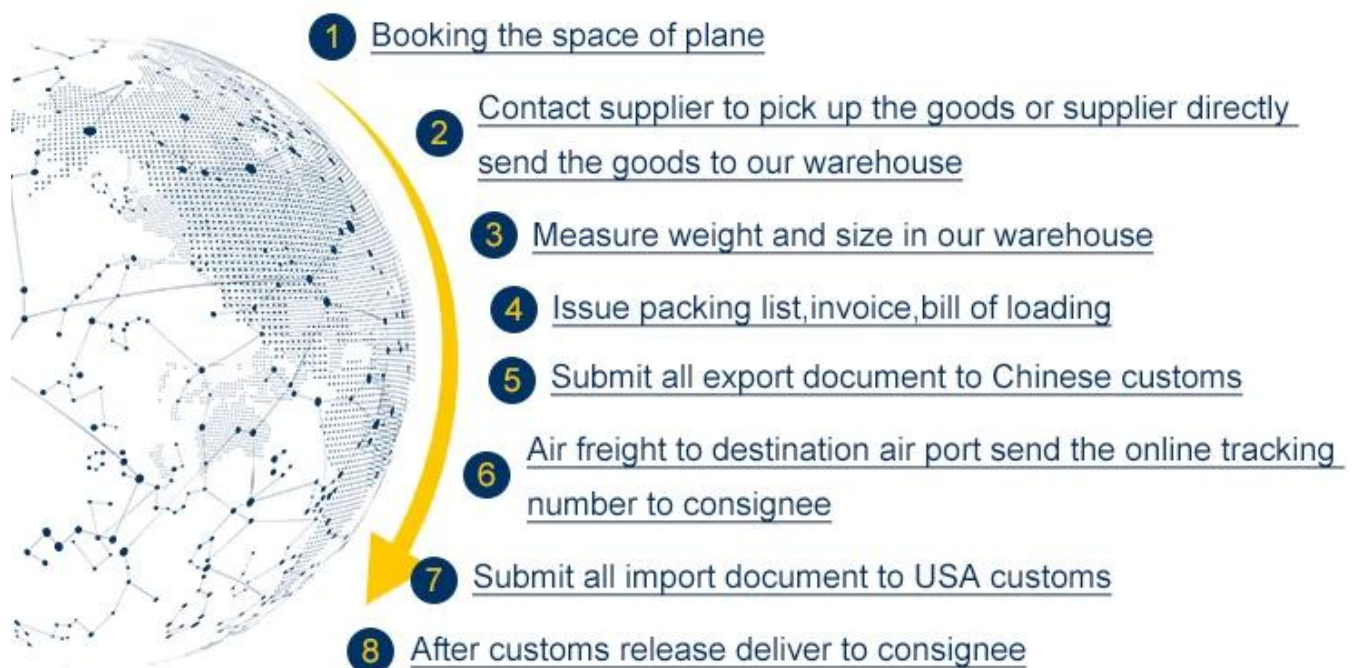 1 Booking the space of plane
2 Contact supplier to pick up the goods or supplier directly
send the goods to our warehouse
3 Measure weight and size in our warehouse
4 Issue packing list,invoice,bill of loading
5 Submit all export document to Chinese customs
6 Air freight to destination air port send the online tracking
number to consignee
7 Submit all import document to USA customs
8 After customs release deliver to consignee